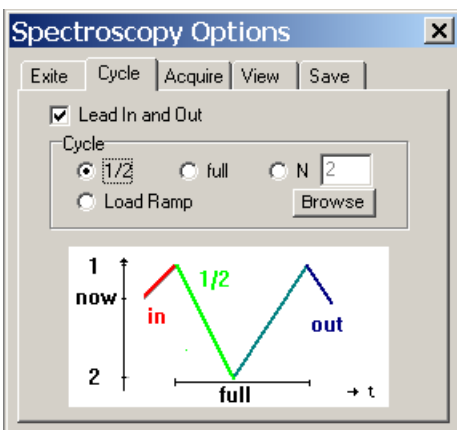 Spectroscopy Options
Exite Cycle Acquire View Save
Lead In and Out
Cycle
1/2 full N 2
Load Ramp Browse
1
now
1/2
in
out
2
full
t